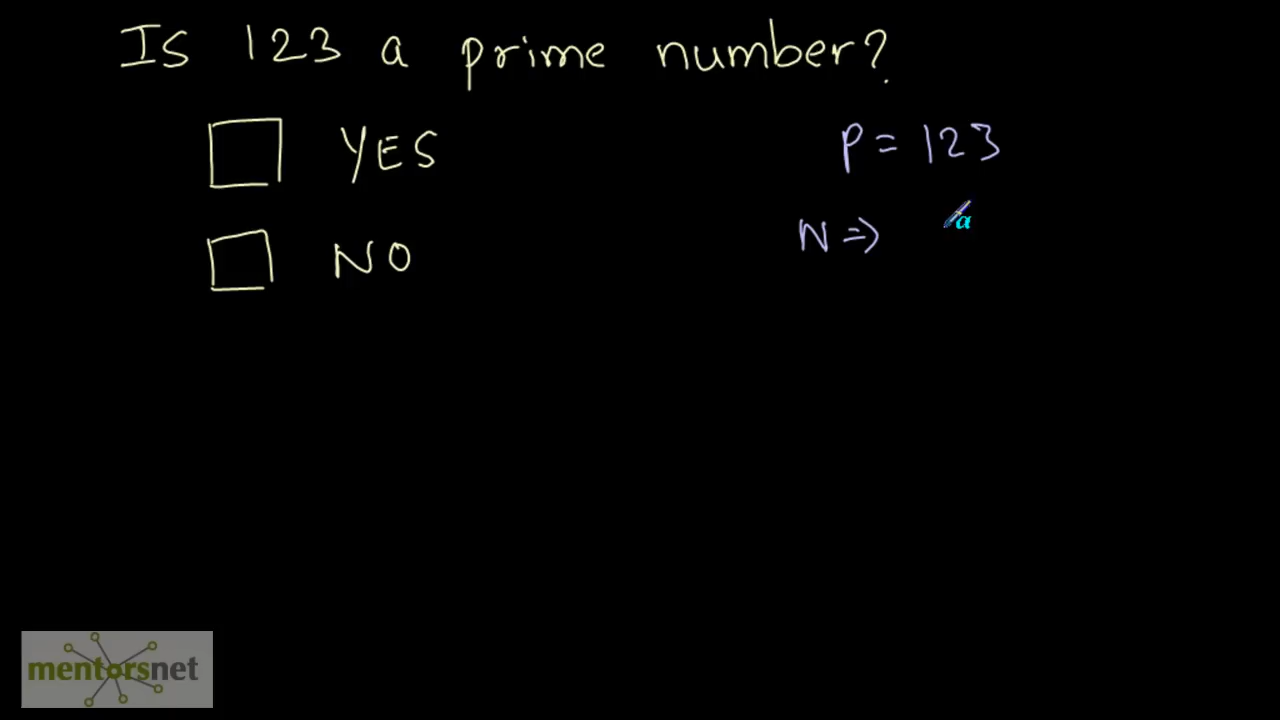 Is 123 a prime number?
YES
P = 123
NO
N ⇒
a
mentorsnet